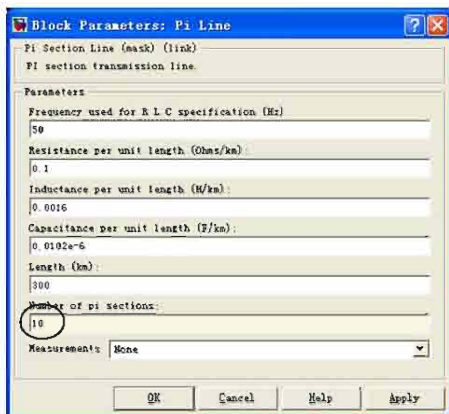 Block Parameters: Pi Line
Pi Section Line (mask) (link)
PI section transmission line.
Parameters
Frequency used for R L C specification (Hz)
50
Resistance per unit length (Ohms/km)
0.1
Inductance per unit length (H/km):
0.0016
Capacitance per unit length (F/km):
0.0102e-6
Length (km):
300
Number of pi sections:
10
Measurements None
OK Cancel Help Apply